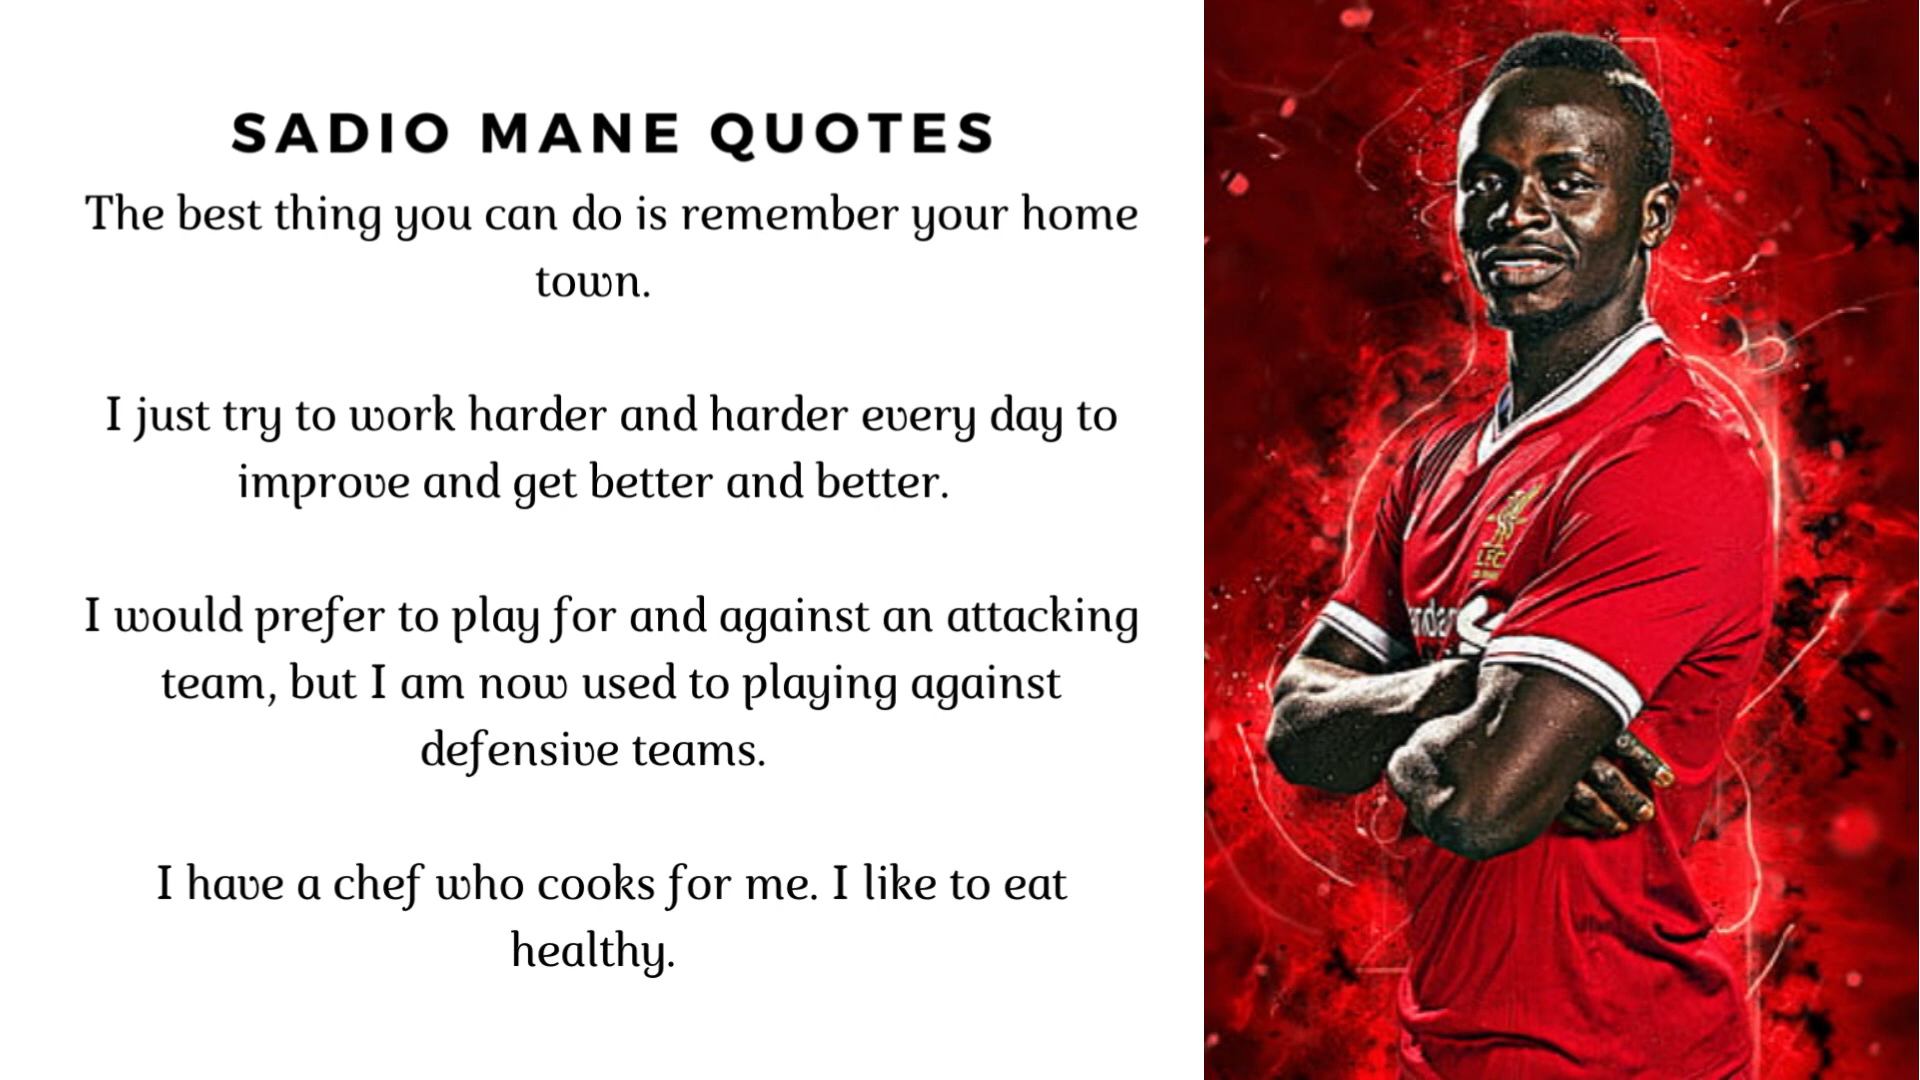 SADIO MANE QUOTES
The best thing you can do is remember your home
town.
I just try to work harder and harder every day to
improve and get better and better.
I would prefer to play for and against an attacking
team, but I am now used to playing against
defensive teams.
I have a chef who cooks for me. I like to eat
healthy.
LFC